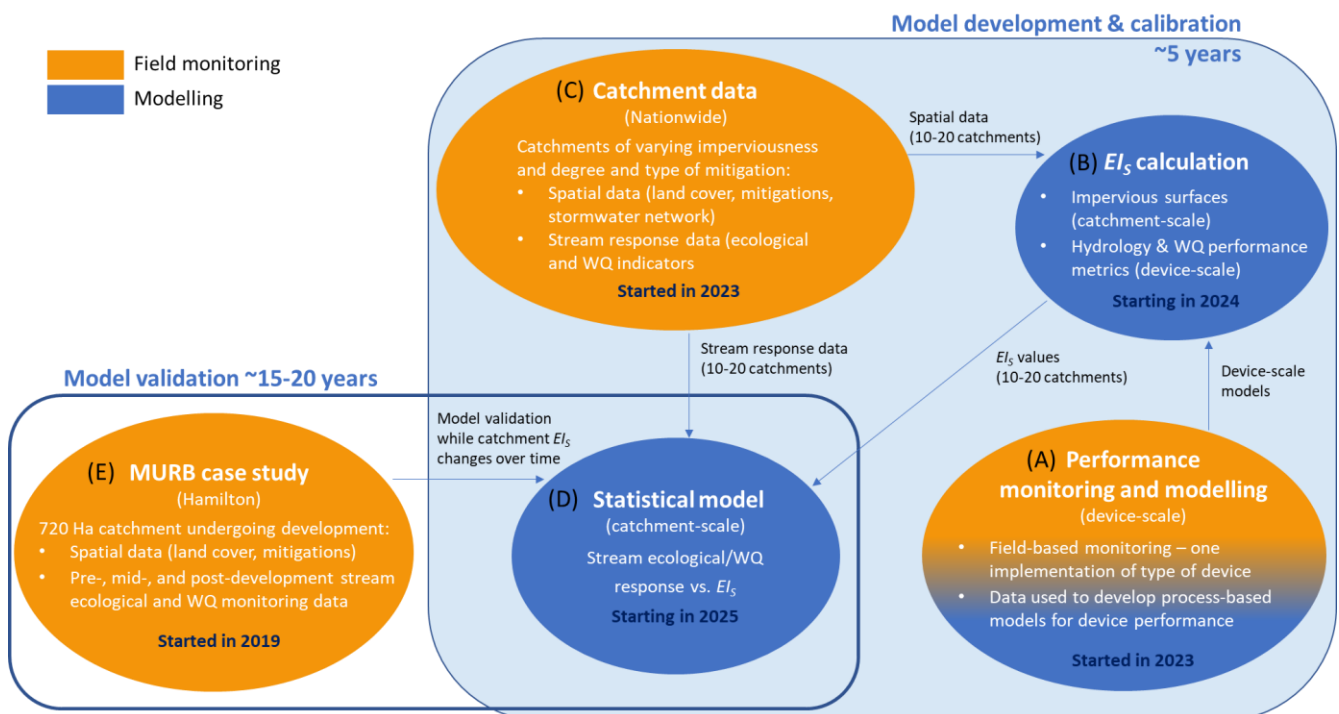 Field monitoring
Modelling
Model development & calibration
~5 years
(C) Catchment data
(Nationwide)
Catchments of varying imperviousness
and degree and type of mitigation:
• Spatial data (land cover, mitigations,
stormwater network)
• Stream response data (ecological
and WQ indicators
Started in 2023
Spatial data
(10-20 catchments)
(B) EIS calculation
• Impervious surfaces
(catchment-scale)
• Hydrology & WQ performance
metrics (device-scale)
Starting in 2024
Stream response data
(10-20 catchments)
EIS values
(10-20 catchments)
Device-scale
models
Model validation ~15-20 years
(E) MURB case study
(Hamilton)
720 Ha catchment undergoing development:
• Spatial data (land cover, mitigations)
• Pre-, mid-, and post-development stream
ecological and WQ monitoring data
Started in 2019
Model validation
while catchment EIS
changes over time
(D) Statistical model
(catchment-scale)
Stream ecological/WQ
response vs. EIS
Starting in 2025
(A) Performance
monitoring and modelling
(device-scale)
• Field-based monitoring – one
implementation of type of device
• Data used to develop process-based
models for device performance
Started in 2023